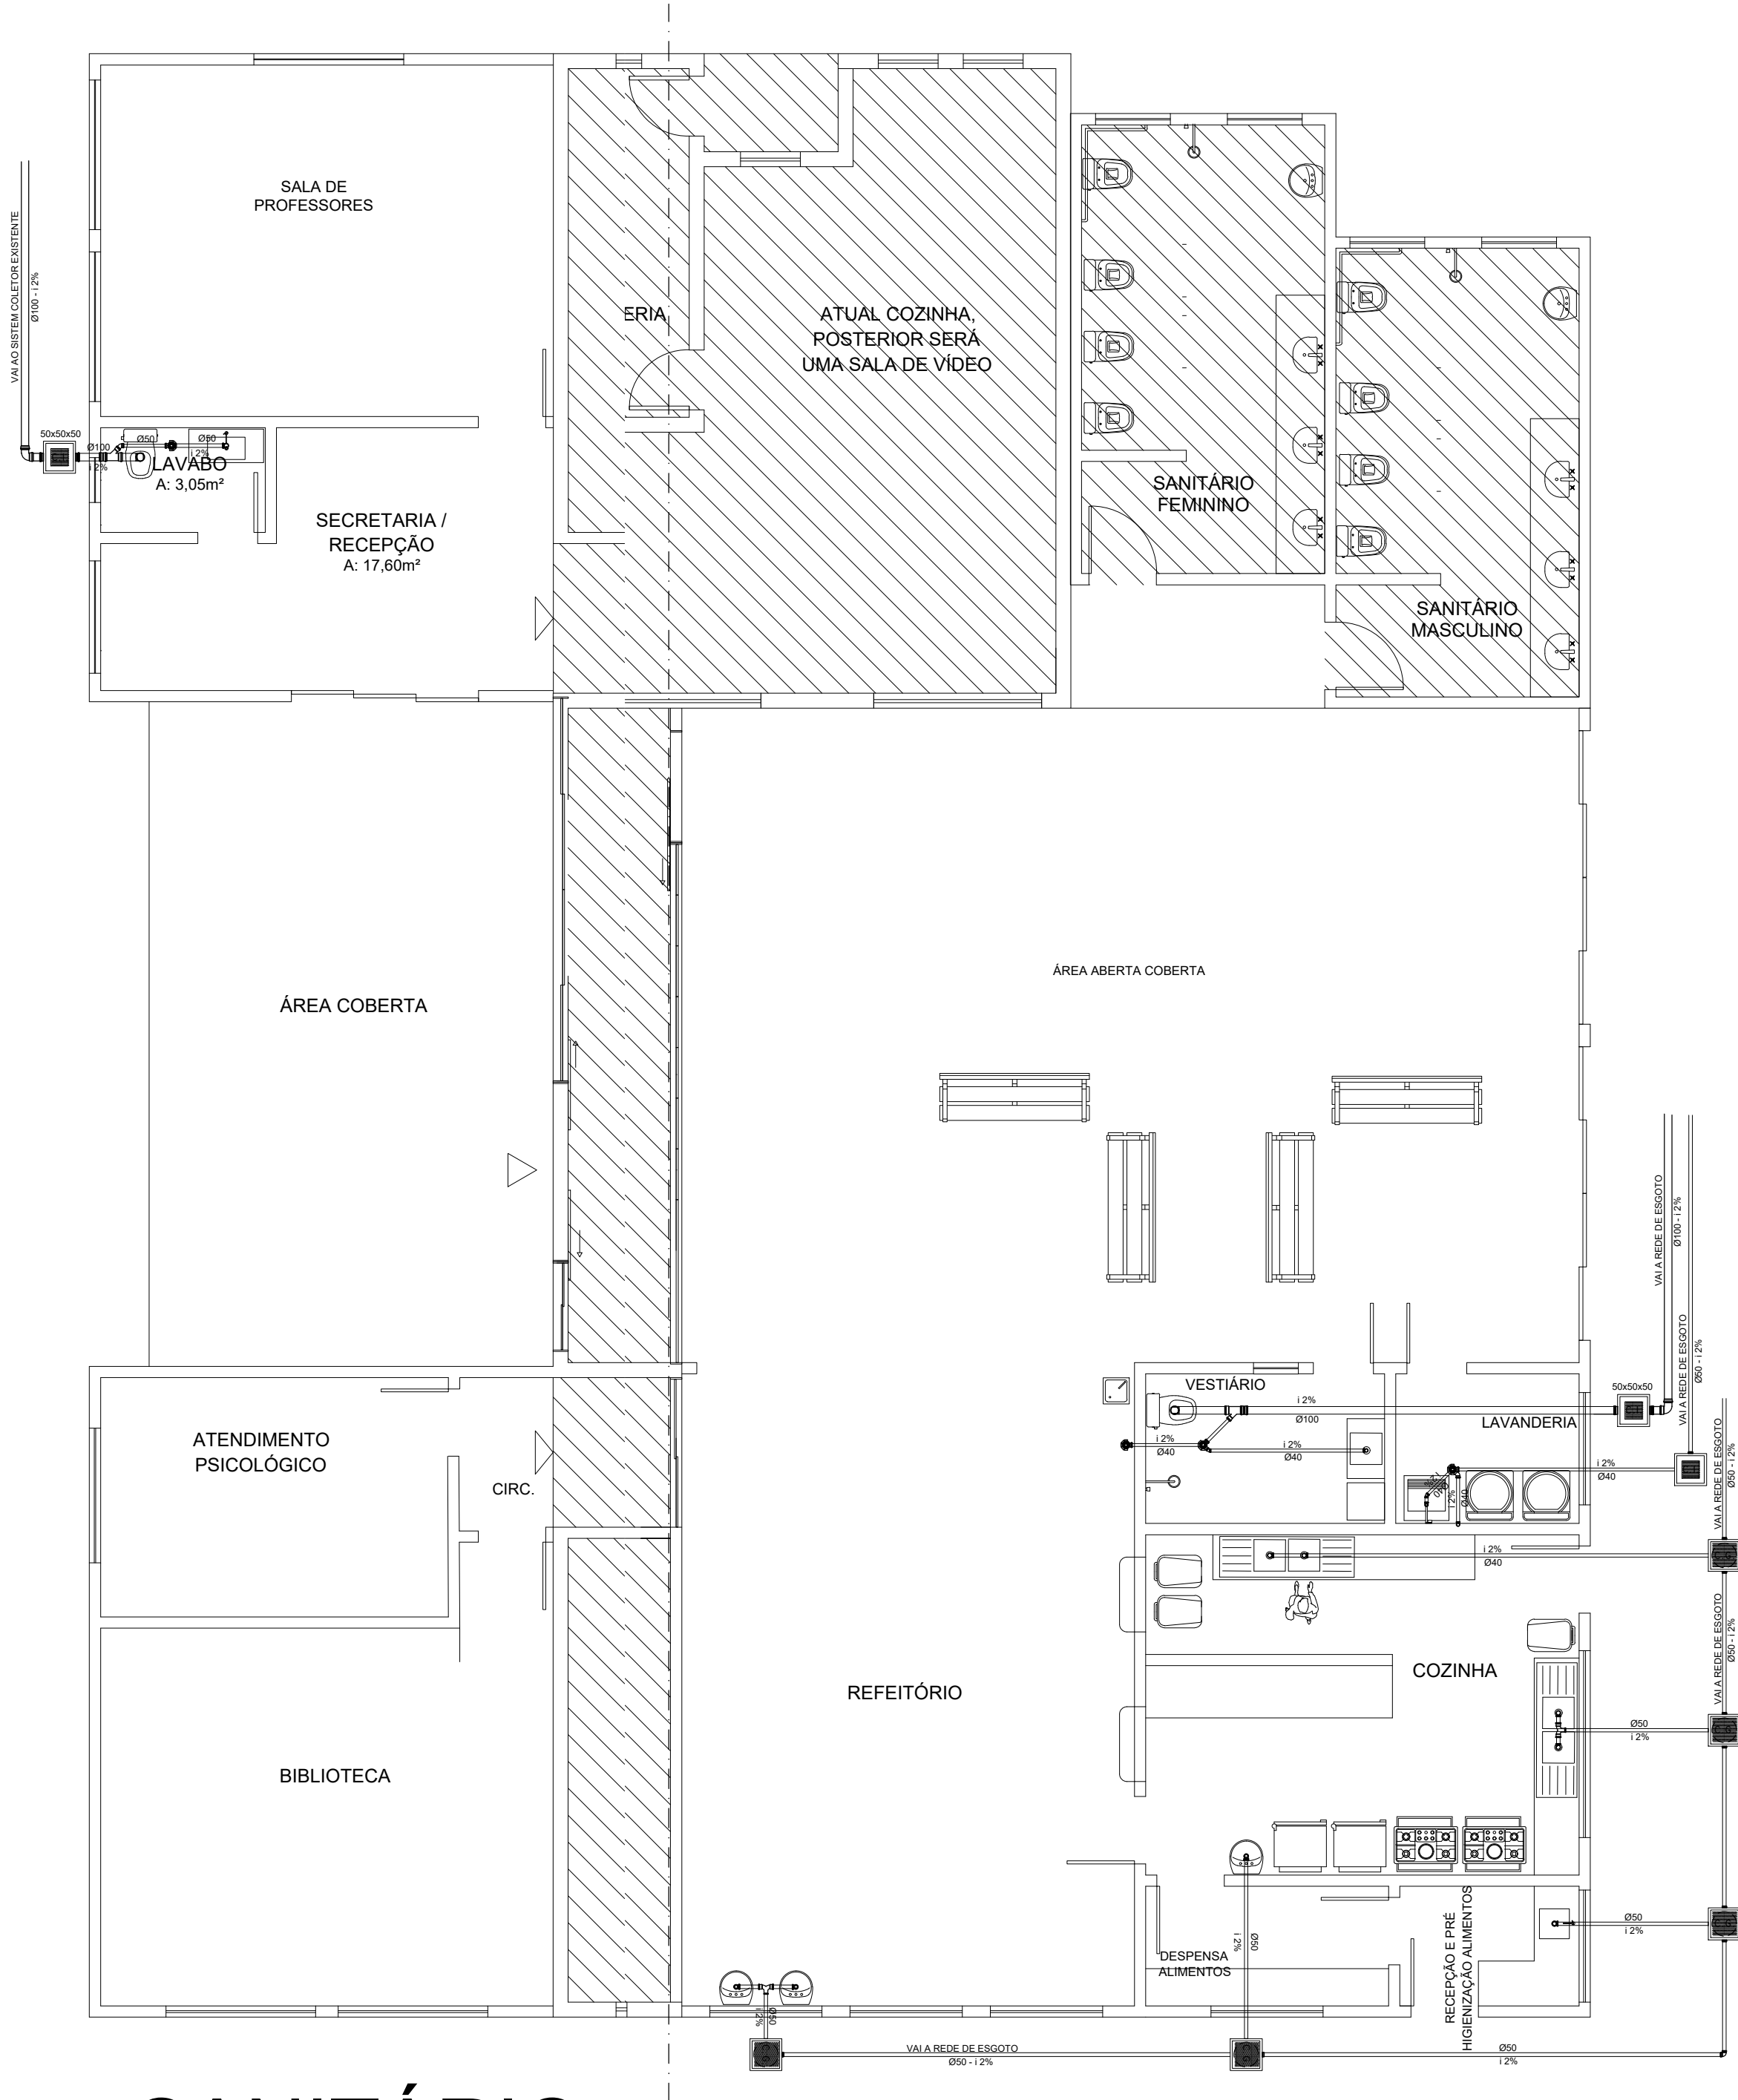 SALA DE
PROFESSORES
VAI AO SISTEM COLETOR EXISTENTE
Ø100 - i 2%
ERIA
ATUAL COZINHA,
POSTERIOR SERÁ
UMA SALA DE VÍDEO
50x50x50
Ø100
i 2%
Ø50
Ø50
i 2%
LAVABO
A: 3,05m²
SECRETARIA /
RECEPÇÃO
A: 17,60m²
SANITÁRIO
FEMININO
SANITÁRIO
MASCULINO
ÁREA COBERTA
ÁREA ABERTA COBERTA
VAI A REDE DE ESGOTO
Ø100 - i 2%
VAI A REDE DE ESGOTO
Ø50 - i 2%
50x50x50
VESTIÁRIO
i 2%
Ø100
LAVANDERIA
i 2%
Ø40
i 2%
Ø40
i 2%
Ø40
i 2%
Ø40
VAI A REDE DE ESGOTO
Ø50 - i 2%
ATENDIMENTO
PSICOLÓGICO
CIRC.
i 2%
Ø40
VAI A REDE DE ESGOTO
Ø50 - i 2%
COZINHA
REFEITÓRIO
Ø50
i 2%
BIBLIOTECA
Ø50
i 2%
i 2%
Ø50
DESPENSA
ALIMENTOS
RECEPÇÃO E PRÉ
HIGIENIZAÇÃO ALIMENTOS
i 2%
Ø50
VAI A REDE DE ESGOTO
Ø50 - i 2%
Ø50
i 2%
SANITÁRIO